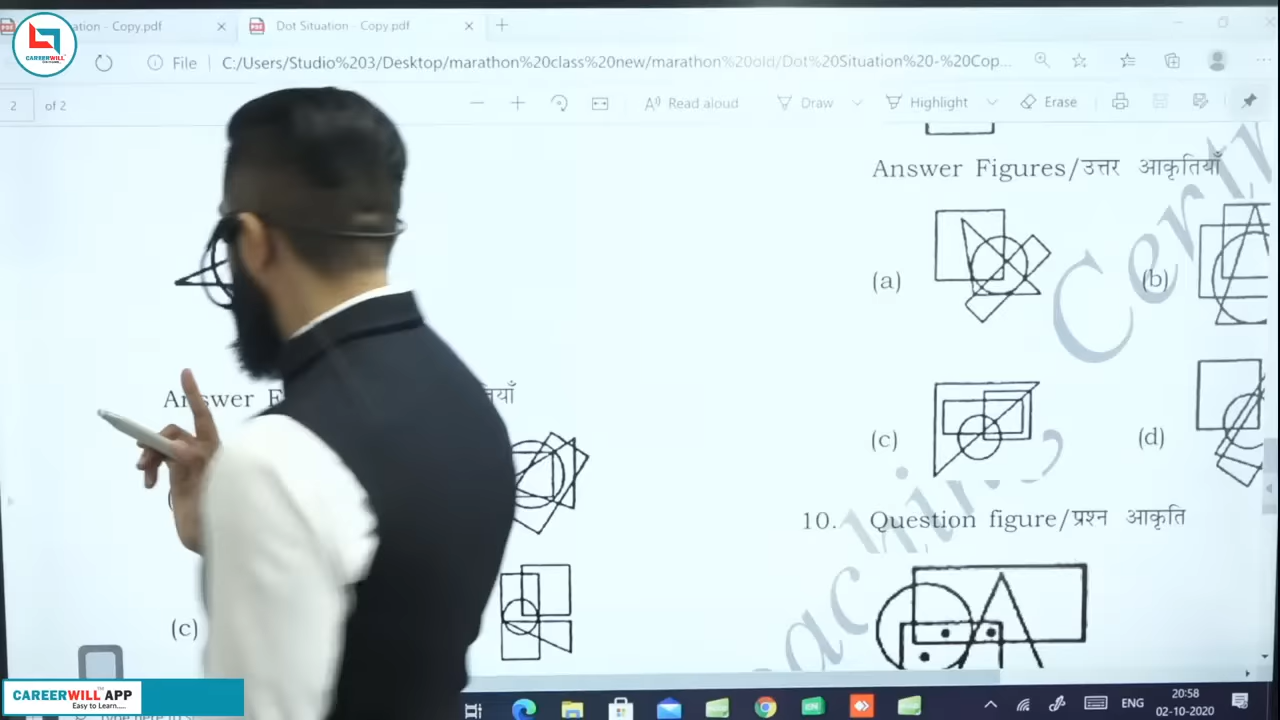 ation - Copy.pdf
Dot Situation - Copy.pdf
CAREERWILL
File
C:/Users/Studio%203/Desktop/marathon%20class%20new/marathon%20old/Dot%20Situation%20-%20Cop...
2 of 2
Read aloud
Draw
Highlight
Erase
Answer Figures/उत्तर आकृतियाँ
(a)
(b)
Answer F
(c)
(d)
10. Question figure/प्रश्न आकृति
(c)
CAREERWILL APP
Easy to Learn.....
ENG
20:58
02-10-2020